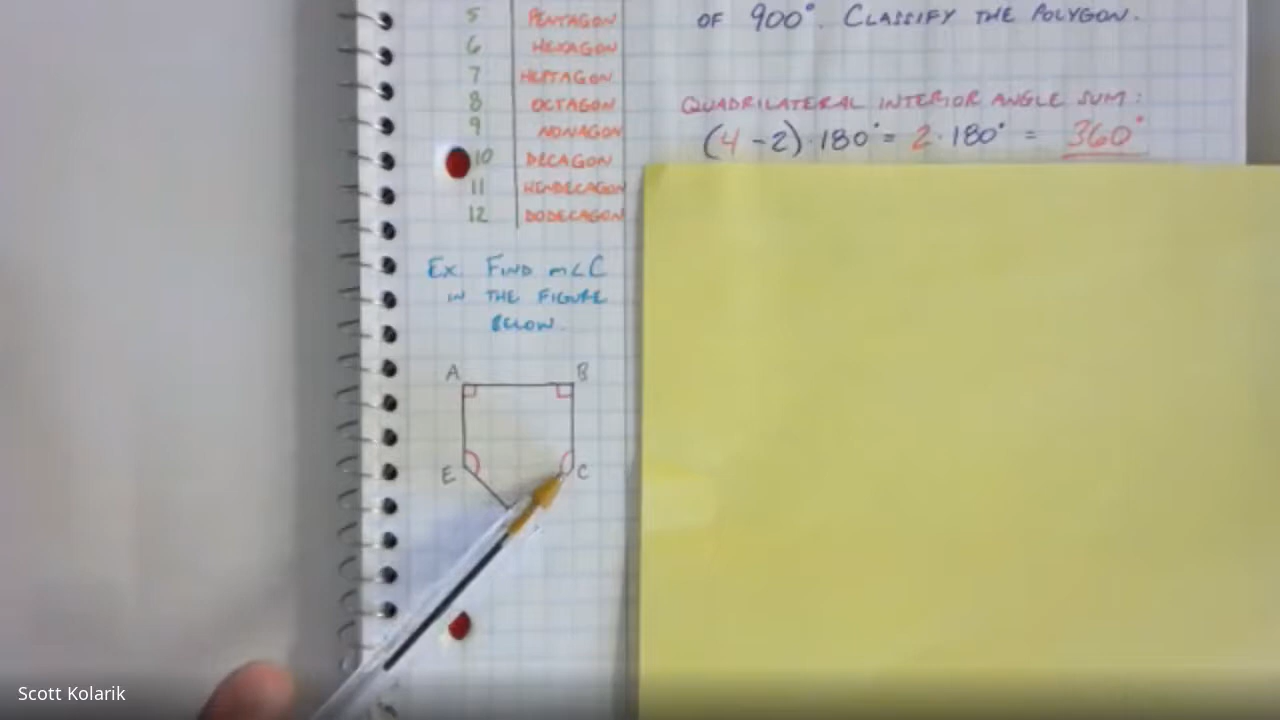 5 PENTAGON
6 HEXAGON
7 HEPTAGON
8 OCTAGON
9 NONAGON
10 DECAGON
11 HENDECAGON
12 DODECAGON
EX. FIND m∠C
IN THE FIGURE
BELOW.
A B
E C
OF 900°. CLASSIFY THE POLYGON.
QUADRILATERAL INTERIOR ANGLE SUM:
(4-2)·180° = 2·180° = 360°
Scott Kolarik